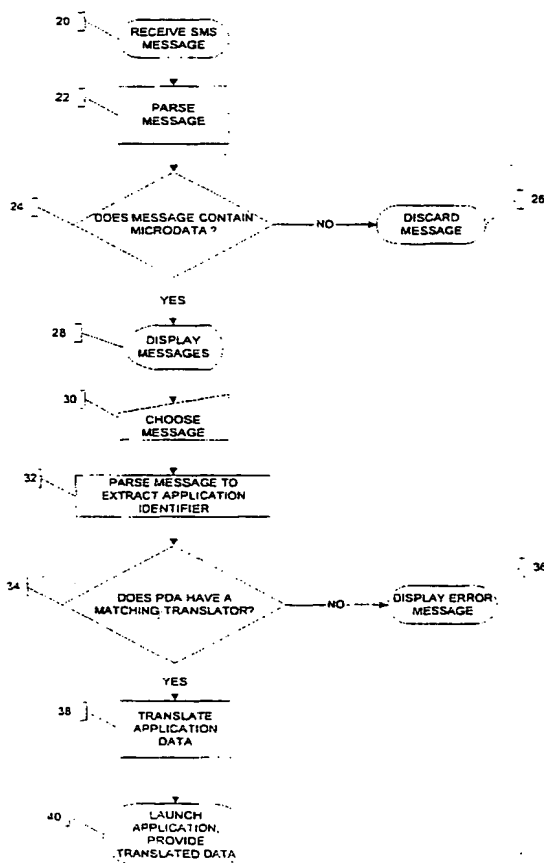 20
RECEIVE SMS
MESSAGE
22
PARSE
MESSAGE
24
DOES MESSAGE CONTAIN
MICRODATA?
NO
DISCARD
MESSAGE
26
YES
28
DISPLAY
MESSAGES
30
CHOOSE
MESSAGE
32
PARSE MESSAGE TO
EXTRACT APPLICATION
IDENTIFIER
34
DOES PDA HAVE A
MATCHING TRANSLATOR?
NO
DISPLAY ERROR
MESSAGE
36
YES
38
TRANSLATE
APPLICATION
DATA
40
LAUNCH
APPLICATION,
PROVIDE
TRANSLATED DATA